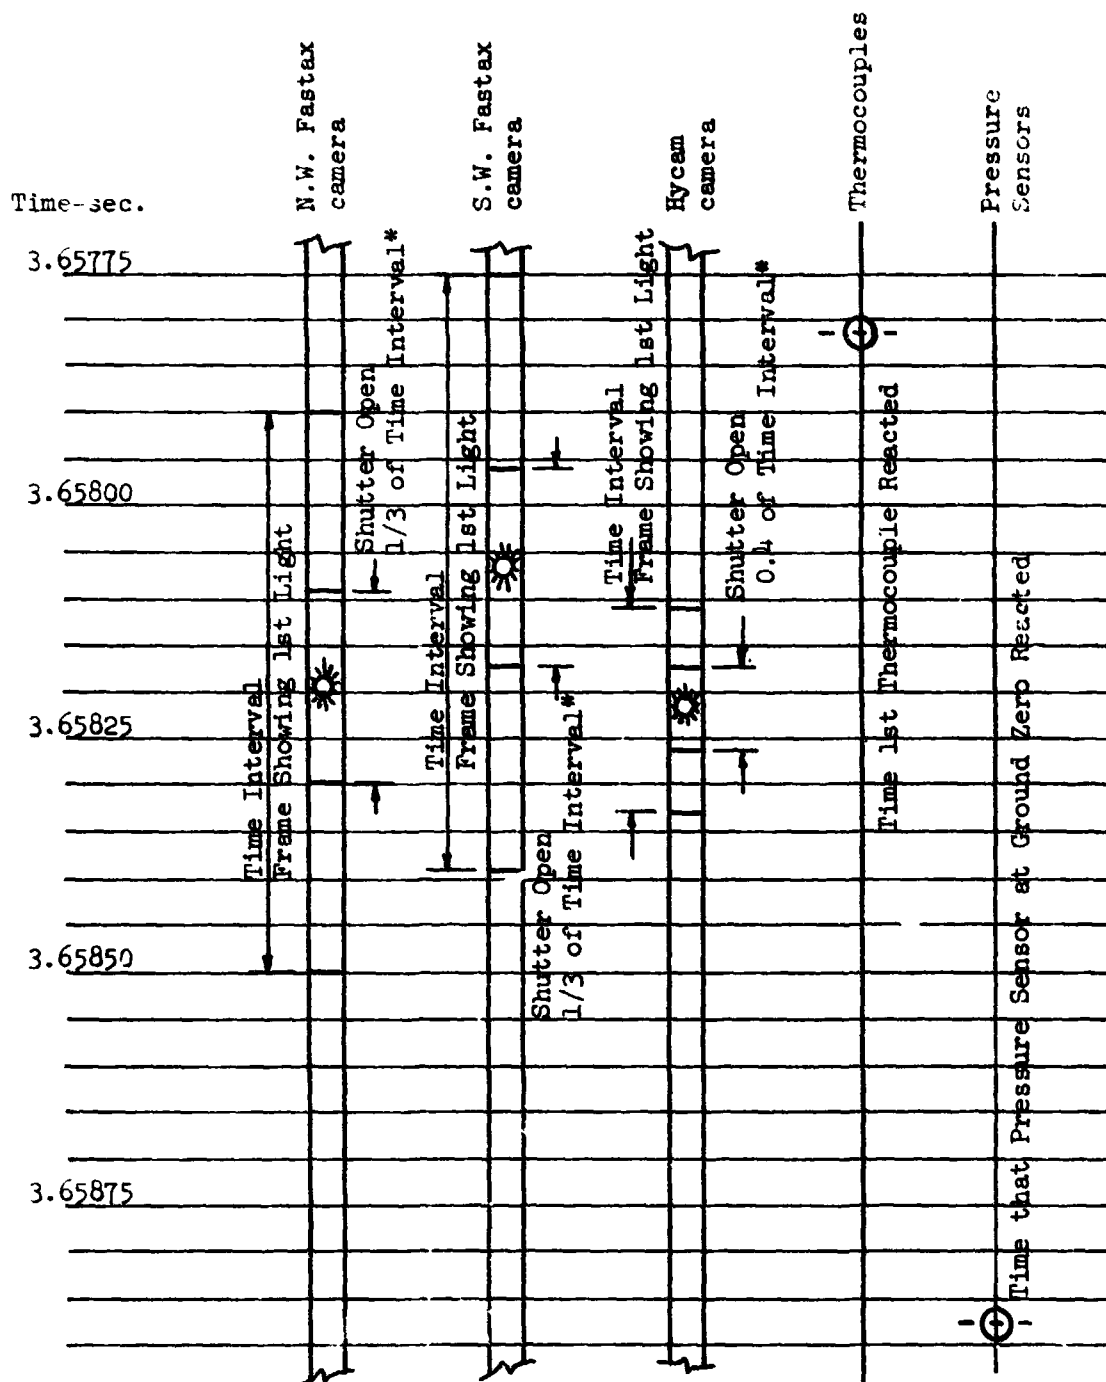 Time-sec.
N.W. Fastax
camera
S.W. Fastax
camera
Hycam
camera
Thermocouples
Pressure
Sensors
3.65775
3.65800
3.65825
3.65850
3.65875
Time Interval
Frame Showing 1st Light
Shutter Open
1/3 of Time Interval*
Time Interval
Frame Showing 1st Light
Shutter Open
1/3 of Time Interval*
Time Interval
Frame Showing 1st Light
Shutter Open
0.4 of Time Interval*
Time 1st Thermocouple Reacted
Time that Pressure Sensor at Ground Zero Reacted